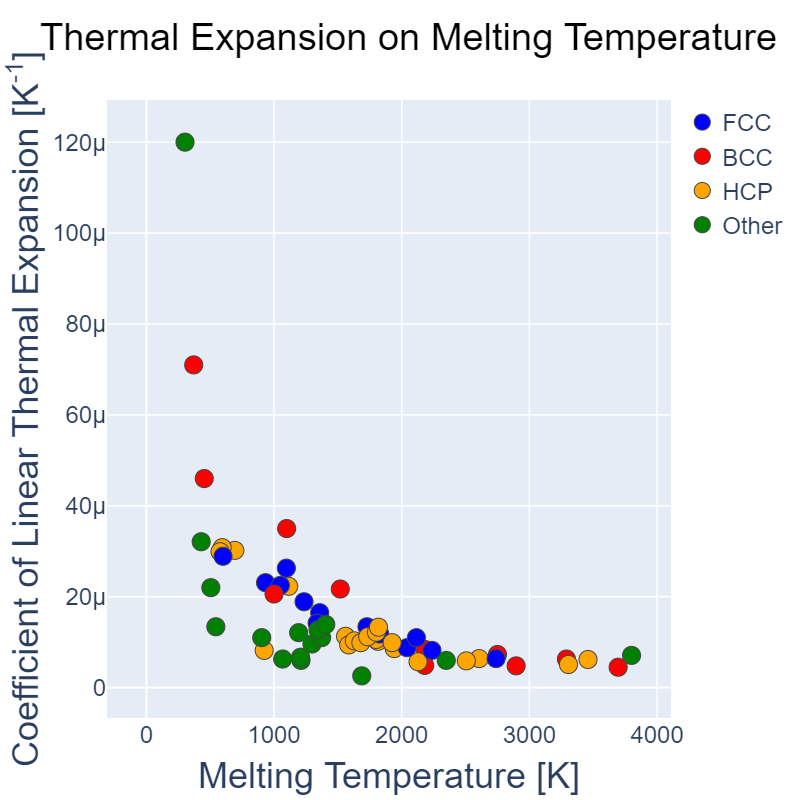 Thermal Expansion on Melting Temperature
Coefficient of Linear Thermal Expansion [K⁻¹]
120μ
100μ
80μ
60μ
40μ
20μ
0
0 1000 2000 3000 4000
Melting Temperature [K]
FCC
BCC
HCP
Other